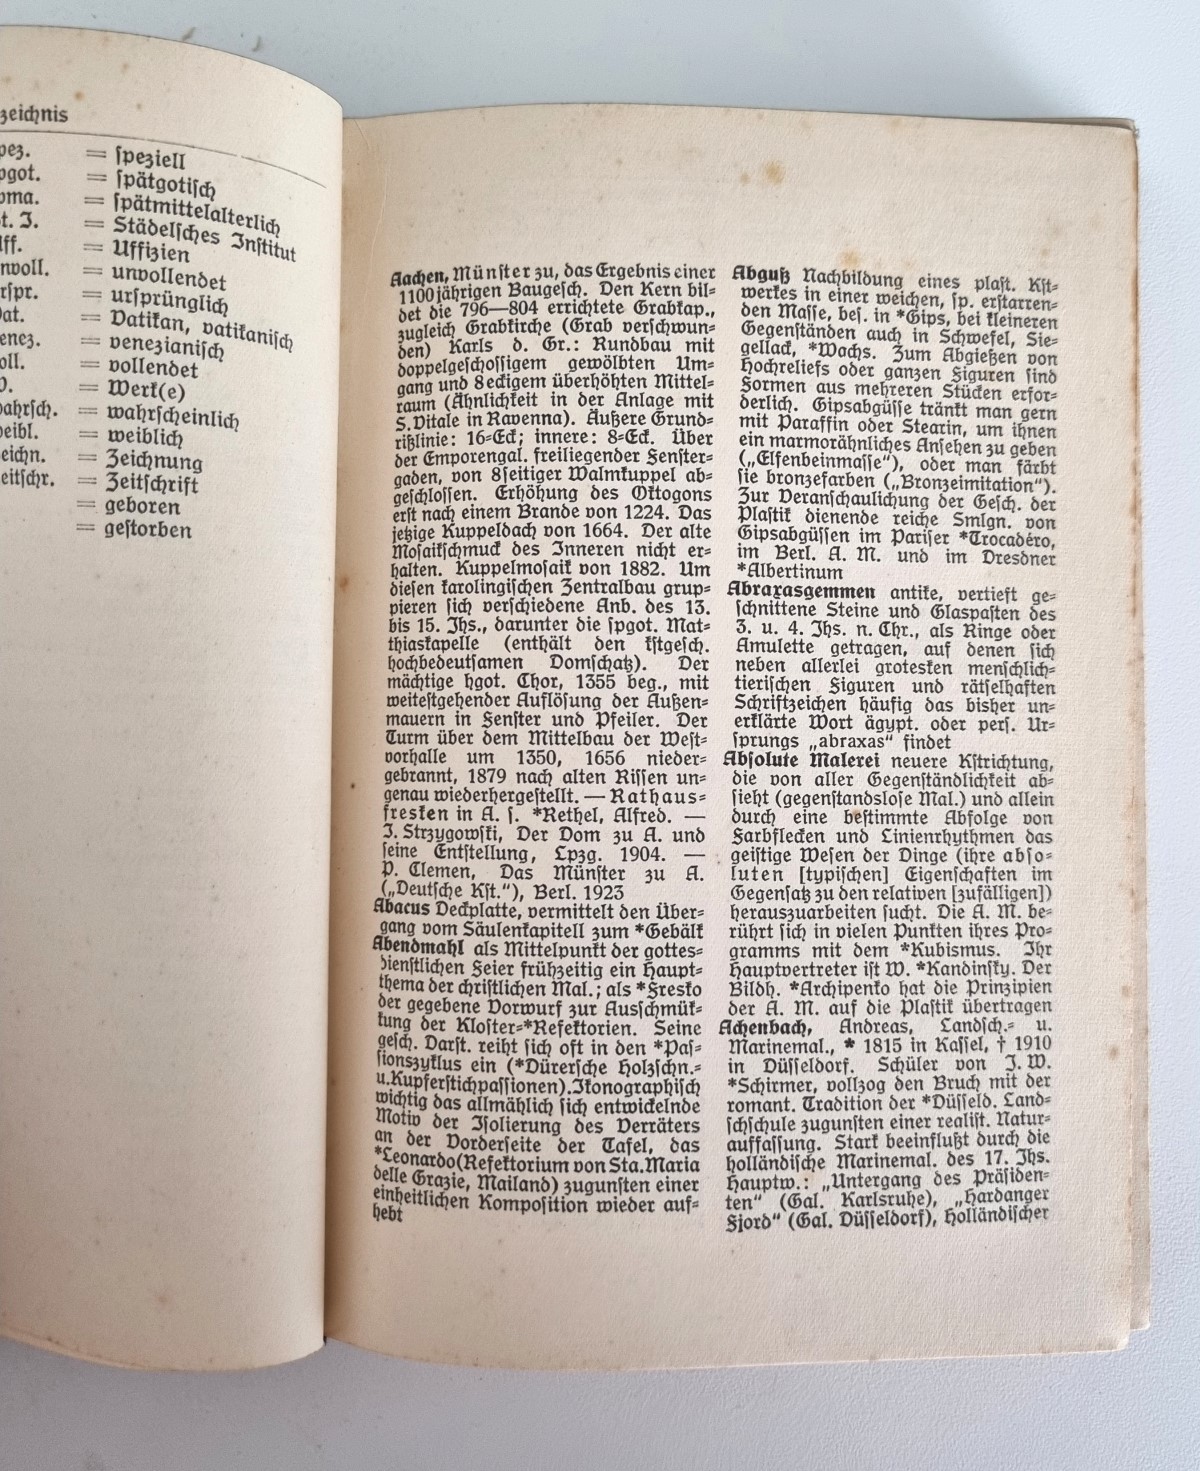 zeichnis
pez. = speziell
pgot. = spätgotisch
pma. = spätmittelalterlich
t. I. = Städelsches Institut
ff. = Uffizien
nvoll. = unvollendet
rspr. = ursprünglich
at. = Vatikan, vatikanisch
enez. = venezianisch
oll. = vollendet
= Werk(e)
ahrsch. = wahrscheinlich
eibl. = weiblich
eichn. = Zeichnung
eitschr. = Zeitschrift
= geboren
= gestorben
Aachen, Münster zu, das Ergebnis einer
1100jährigen Baugesch. Den Kern bil-
det die 796—804 errichtete Grabkap.,
zugleich Grabkirche (Grab verschwun-
den) Karls d. Gr.: Rundbau mit
doppelgeschossigem gewölbten Um-
gang und 8eckigem überhöhten Mittel-
raum (Ähnlichkeit in der Anlage mit
S. Vitale in Ravenna). Äußere Grund-
rißlinie: 16-Eck; innere: 8-Eck. Über
der Emporengal. freiliegender Fenster-
gaden, von 8seitiger Walmkuppel ab-
geschlossen. Erhöhung des Oktogons
erst nach einem Brande von 1224. Das
jetzige Kuppeldach von 1664. Der alte
Mosaikschmuck des Inneren nicht er-
halten. Kuppelmosaik von 1882. Um
diesen karolingischen Zentralbau grup-
pieren sich verschiedene Anb. des 13.
bis 15. Jhs., darunter die spgot. Mat-
thiaskapelle (enthält den kstgesch.
hochbedeutsamen Domschatz). Der
mächtige hgot. Chor, 1355 beg., mit
weitestgehender Auflösung der Außen-
mauern in Fenster und Pfeiler. Der
Turm über dem Mittelbau der West-
vorhalle um 1350, 1656 nieder-
gebrannt, 1879 nach alten Rissen un-
genau wiederhergestellt. — Rathaus-
fresken in A. s. *Rethel, Alfred. —
J. Strzygowski, Der Dom zu A. und
seine Entstellung, Lpzg. 1904. —
P. Clemen, Das Münster zu A.
(„Deutsche Kst.“), Berl. 1923
Abacus Deckplatte, vermittelt den Über-
gang vom Säulenkapitell zum *Gebälk
Abendmahl als Mittelpunkt der gottes-
dienstlichen Feier frühzeitig ein Haupt-
thema der christlichen Mal.; als *Fresko
der gegebene Vorwurf zur Ausschmük-
kung der Kloster-*Refektorien. Seine
gesch. Darst. reiht sich oft in den *Pas-
sionszyklus ein (*Dürersche Holzschn.-
u. Kupferstichpassionen). Ikonographisch
wichtig das allmählich sich entwickelnde
Motiv der Isolierung des Verräters
an der Vorderseite der Tafel, das
*Leonardo (Refektorium von Sta. Maria
delle Grazie, Mailand) zugunsten einer
einheitlichen Komposition wieder auf-
hebt
Abguß Nachbildung eines plast. Kst-
werkes in einer weichen, sp. erstarren-
den Masse, bes. in *Gips, bei kleineren
Gegenständen auch in Schwefel, Sie-
gellack, *Wachs. Zum Abgießen von
Hochreliefs oder ganzen Figuren sind
Formen aus mehreren Stücken erfor-
derlich. Gipsabgüsse tränkt man gern
mit Paraffin oder Stearin, um ihnen
ein marmorähnliches Ansehen zu geben
(„Elfenbeinmasse“), oder man färbt
sie bronzefarben („Bronzeimitation“).
Zur Veranschaulichung der Gesch. der
Plastik dienende reiche Smlgn. von
Gipsabgüssen im Pariser *Trocadéro,
im Berl. A. M. und im Dresdner
*Albertinum
Abraxasgemmen antike, vertieft ge-
schnittene Steine und Glaspasten des
3. u. 4. Jhs. n. Chr., als Ringe oder
Amulette getragen, auf denen sich
neben allerlei grotesken menschlich-
tierischen Figuren und rätselhaften
Schriftzeichen häufig das bisher un-
erklärte Wort ägypt. oder pers. Ur-
sprungs „abraxas“ findet
Absolute Malerei neuere Kstrichtung,
die von aller Gegenständlichkeit ab-
sieht (gegenstandslose Mal.) und allein
durch eine bestimmte Abfolge von
Farbflecken und Linienrhythmen das
geistige Wesen der Dinge (ihre abso-
luten [typischen] Eigenschaften im
Gegensatz zu den relativen [zufälligen])
herauszuarbeiten sucht. Die A. M. be-
rührt sich in vielen Punkten ihres Pro-
gramms mit dem *Kubismus. Ihr
Hauptvertreter ist W. *Kandinsky. Der
Bildh. *Archipenko hat die Prinzipien
der A. M. auf die Plastik übertragen
Achenbach, Andreas, Landsch.- u.
Marinemal., * 1815 in Kassel, † 1910
in Düsseldorf. Schüler von J. W.
*Schirmer, vollzog den Bruch mit der
romant. Tradition der *Düsseld. Land-
schschule zugunsten einer realist. Natur-
auffassung. Stark beeinflußt durch die
holländische Marinemal. des 17. Jhs.
Hauptw.: „Untergang des Präsiden-
ten“ (Gal. Karlsruhe), „Hardanger
Fjord“ (Gal. Düsseldorf), Holländischer